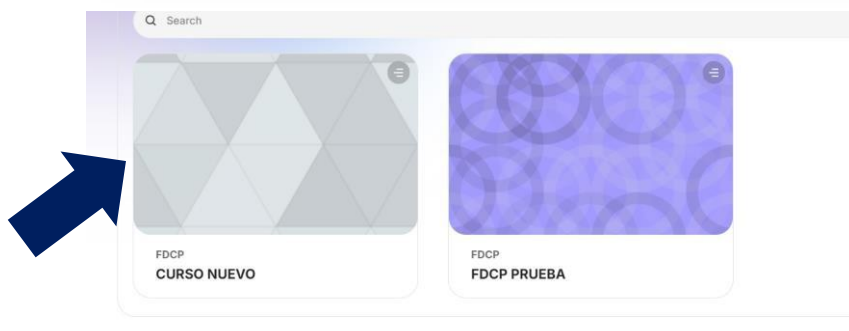 Search
FDCP
CURSO NUEVO
FDCP
FDCP PRUEBA